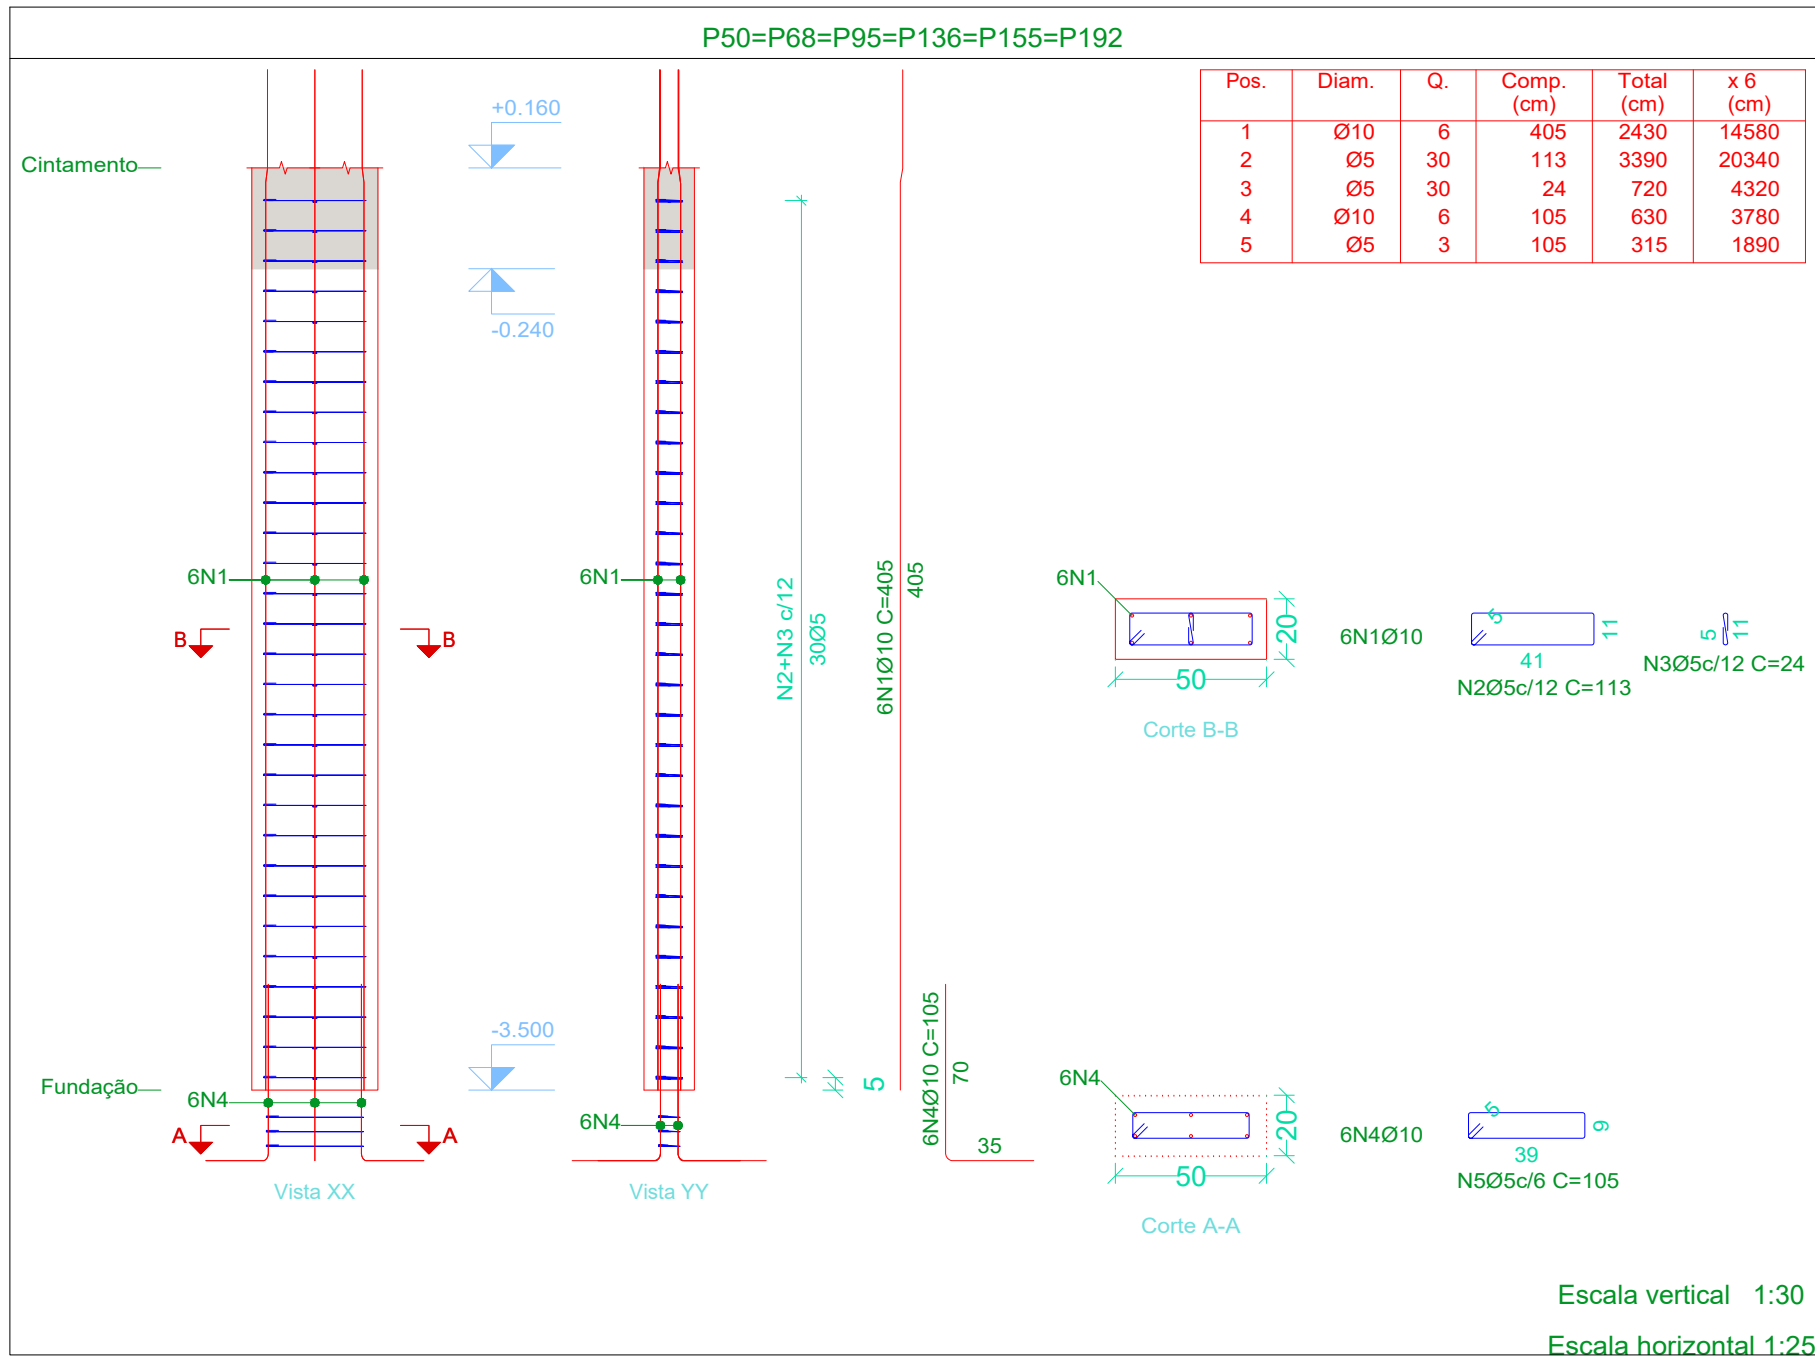 P50=P68=P95=P136=P155=P192
Pos. Diam. Q. Comp. (cm) Total (cm) x 6 (cm)
1 Ø10 6 405 2430 14580
2 Ø5 30 113 3390 20340
3 Ø5 30 24 720 4320
4 Ø10 6 105 630 3780
5 Ø5 3 105 315 1890
+0.160
Cintamento
-0.240
6N1
6N1
B
B
N2+N3 c/12
30Ø5
6N1Ø10 C=405
405
6N1
20
50
Corte B-B
6N1Ø10
5
11
41
N2Ø5c/12 C=113
5
11
N3Ø5c/12 C=24
-3.500
Fundação
6N4
6N4
A
A
5
6N4Ø10 C=105
70
35
Vista XX
Vista YY
6N4
20
50
Corte A-A
6N4Ø10
5
9
39
N5Ø5c/6 C=105
Escala vertical 1:30
Escala horizontal 1:25